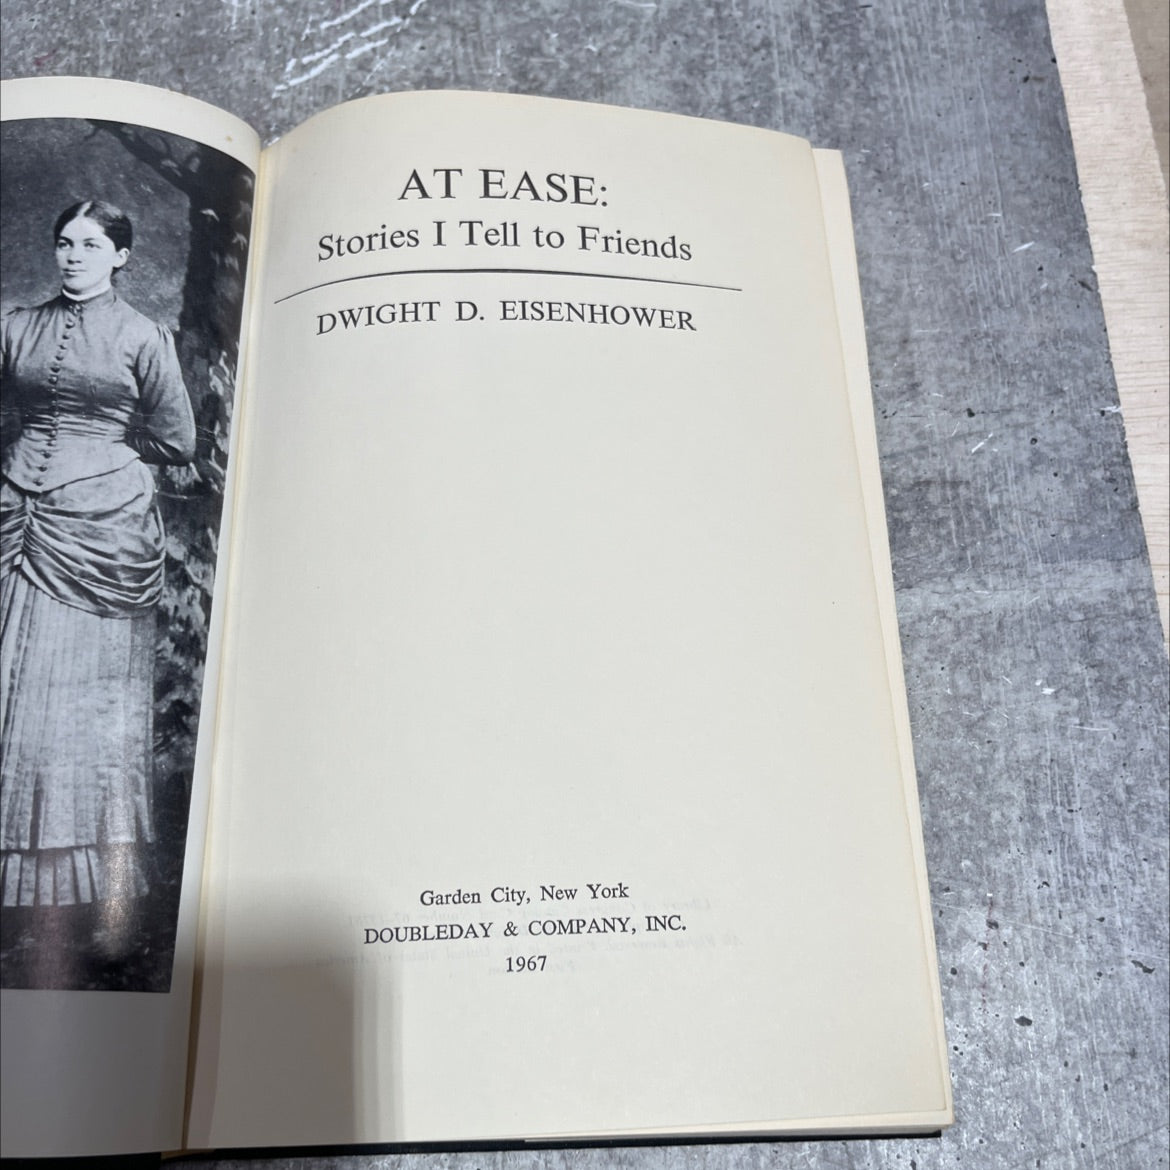 AT EASE:
Stories I Tell to Friends
DWIGHT D. EISENHOWER
Garden City, New York
DOUBLEDAY & COMPANY, INC.
1967